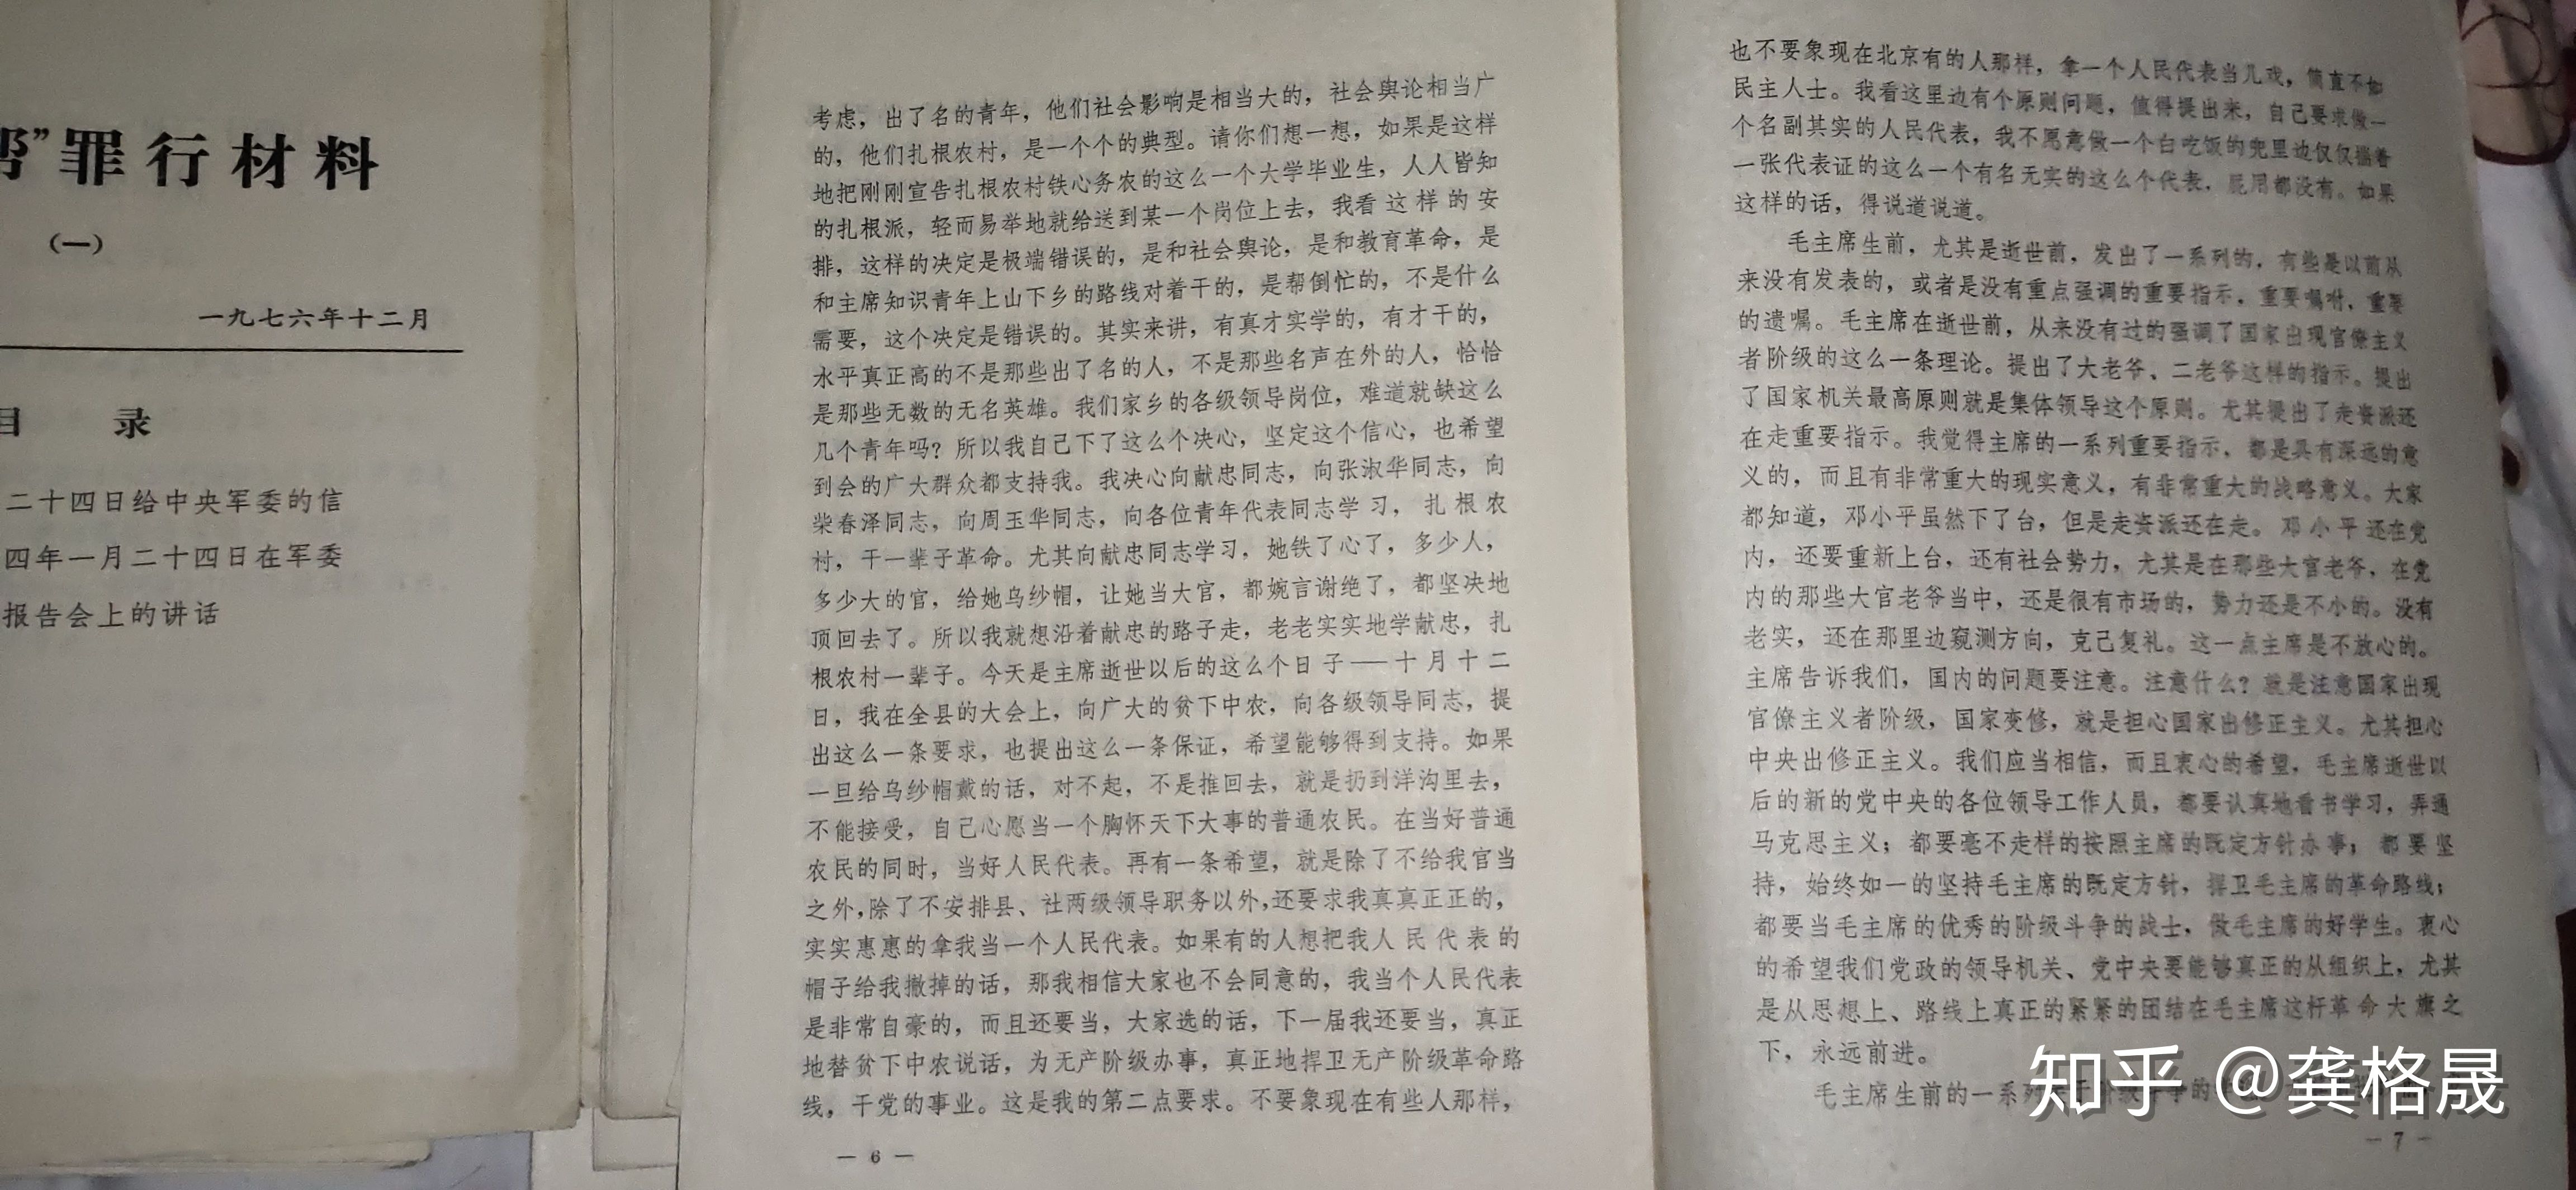 帮”罪行材料
(一)
一九七六年十二月
目 录
二十四日给中央军委的信
四年一月二十四日在军委
报告会上的讲话
考虑，出了名的青年，他们社会影响是相当大的，社会舆论相当广
的，他们扎根农村，是一个个的典型。请你们想一想，如果是这样
地把刚刚宣告扎根农村铁心务农的这么一个大学毕业生，人人皆知
的扎根派，轻而易举地就给送到某一个岗位上去，我看这样的安
排，这样的决定是极端错误的，是和社会舆论，是和教育革命，是
和主席知识青年上山下乡的路线对着干的，是帮倒忙的，不是什么
需要，这个决定是错误的。其实来讲，有真才实学的，有才干的，
水平真正高的不是那些出了名的人，不是那些名声在外的人，恰恰
是那些无数的无名英雄。我们家乡的各级领导岗位，难道就缺这么
几个青年吗？所以我自己下了这么个决心，坚定这个信心，也希望
到会的广大群众都支持我。我决心向献忠同志，向张淑华同志，向
柴春泽同志，向周玉华同志，向各位青年代表同志学习，扎根农
村，干一辈子革命。尤其向献忠同志学习，她铁了心了，多少人，
多少大的官，给她乌纱帽，让她当大官，都婉言谢绝了，都坚决地
顶回去了。所以我就想沿着献忠的路子走，老老实实地学献忠，扎
根农村一辈子。今天是主席逝世以后的这么个日子——十月十二
日，我在全县的大会上，向广大的贫下中农，向各级领导同志，提
出这么一条要求，也提出这么一条保证，希望能够得到支持。如果
一旦给乌纱帽戴的话，对不起，不是推回去，就是扔到洋沟里去，
不能接受，自己心愿当一个胸怀天下大事的普通农民。在当好普通
农民的同时，当好人民代表。再有一条希望，就是除了不给我官当
之外，除了不安排县、社两级领导职务以外，还要求我真真正正的，
实实惠惠的拿我当一个人民代表。如果有的人想把我人民代表的
帽子给我撤掉的话，那我相信大家也不会同意的，我当个人民代表
是非常自豪的，而且还要当，大家选的话，下一届我还要当，真正
地替贫下中农说话，为无产阶级办事，真正地捍卫无产阶级革命路
线，干党的事业。这是我的第二点要求。不要象现在有些人那样，
— 6 —
也不要象现在北京有的人那样，拿一个人民代表当儿戏，简直不如
民主人士。我看这里边有个原则问题，值得提出来，自己要求做一
个名副其实的人民代表，我不愿意做一个白吃饭的兜里边仅仅揣着
一张代表证的这么一个有名无实的这么个代表，屁用都没有。如果
这样的话，得说道说道。
毛主席生前，尤其是逝世前，发出了一系列的，有些是以前从
来没有发表的，或者是没有重点强调的重要指示，重要嘱咐，重要
的遗嘱。毛主席在逝世前，从来没有过的强调了国家出现官僚主义
者阶级的这么一条理论。提出了大老爷、二老爷这样的指示。提出
了国家机关最高原则就是集体领导这个原则。尤其提出了走资派还
在走重要指示。我觉得主席的一系列重要指示，都是具有深远的意
义的，而且有非常重大的现实意义，有非常重大的战略意义。大家
都知道，邓小平虽然下了台，但是走资派还在走。邓小平还在党
内，还要重新上台，还有社会势力，尤其是在那些大官老爷，在党
内的那些大官老爷当中，还是很有市场的，势力还是不小的。没有
老实，还在那里边窥测方向，克己复礼。这一点主席是不放心的。
主席告诉我们，国内的问题要注意。注意什么？就是注意国家出现
官僚主义者阶级，国家变修，就是担心国家出修正主义。尤其担心
中央出修正主义。我们应当相信，而且衷心的希望，毛主席逝世以
后的新的党中央的各位领导工作人员，都要认真地看书学习，弄通
马克思主义；都要毫不走样的按照主席的既定方针办事；都要坚
持，始终如一的坚持毛主席的既定方针，捍卫毛主席的革命路线；
都要当毛主席的优秀的阶级斗争的战士，做毛主席的好学生。衷心
的希望我们党政的领导机关、党中央要能够真正的从组织上，尤其
是从思想上、路线上真正的紧紧的团结在毛主席这杆革命大旗之
下，永远前进。
毛主席生前的一系列
— 7 —
知乎 @龚格晟